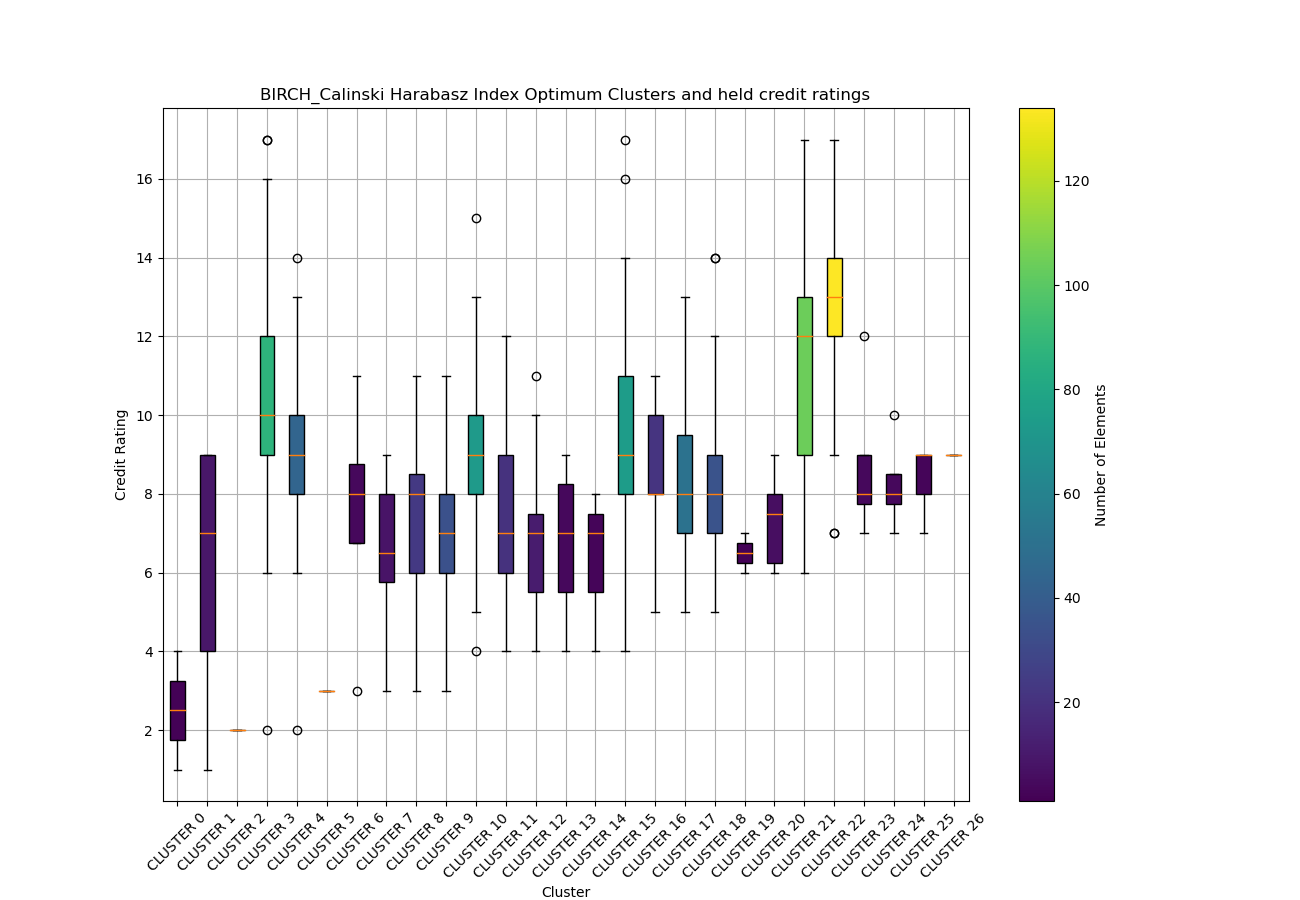 BIRCH_Calinski Harabasz Index Optimum Clusters and held credit ratings
16
14
12
10
8
6
4
2
Credit Rating
CLUSTER 0
CLUSTER 1
CLUSTER 2
CLUSTER 3
CLUSTER 4
CLUSTER 5
CLUSTER 6
CLUSTER 7
CLUSTER 8
CLUSTER 9
CLUSTER 10
CLUSTER 11
CLUSTER 12
CLUSTER 13
CLUSTER 14
CLUSTER 15
CLUSTER 16
CLUSTER 17
CLUSTER 18
CLUSTER 19
CLUSTER 20
CLUSTER 21
CLUSTER 22
CLUSTER 23
CLUSTER 24
CLUSTER 25
CLUSTER 26
Cluster
120
100
80
60
40
20
Number of Elements